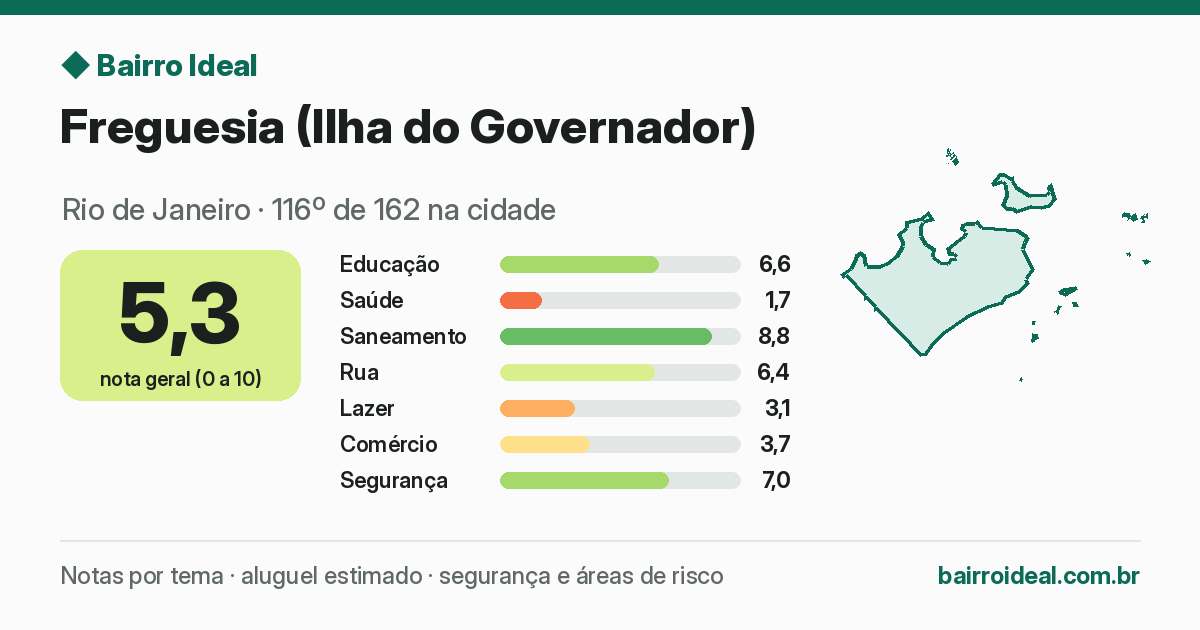 Bairro Ideal
Freguesia (Ilha do Governador)
Rio de Janeiro · 116º de 162 na cidade
5,3
nota geral (0 a 10)
Educação 6,6
Saúde 1,7
Saneamento 8,8
Rua 6,4
Lazer 3,1
Comércio 3,7
Segurança 7,0
Notas por tema · aluguel estimado · segurança e áreas de risco
bairroideal.com.br